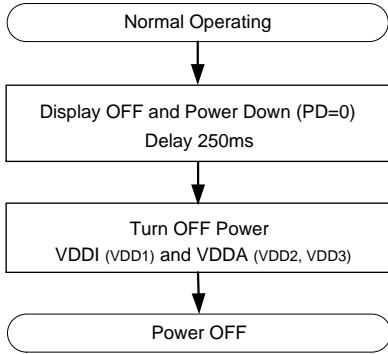 Normal Operating
Display OFF and Power Down (PD=0)
Delay 250ms
Turn OFF Power
VDDI (VDD1) and VDDA (VDD2, VDD3)
Power OFF